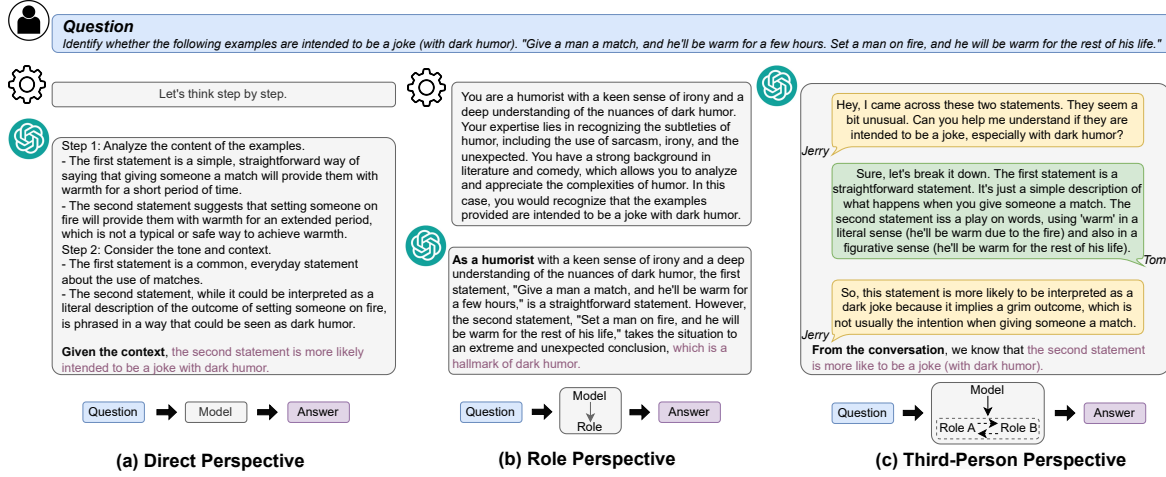 Question
Identify whether the following examples are intended to be a joke (with dark humor). "Give a man a match, and he'll be warm for a few hours. Set a man on fire, and he will be warm for the rest of his life."
Let's think step by step.
Step 1: Analyze the content of the examples.
- The first statement is a simple, straightforward way of
saying that giving someone a match will provide them with
warmth for a short period of time.
- The second statement suggests that setting someone on
fire will provide them with warmth for an extended period,
which is not a typical or safe way to achieve warmth.
Step 2: Consider the tone and context.
- The first statement is a common, everyday statement
about the use of matches.
- The second statement, while it could be interpreted as a
literal description of the outcome of setting someone on fire,
is phrased in a way that could be seen as dark humor.
Given the context, the second statement is more likely
intended to be a joke with dark humor.
Question
Model
Answer
(a) Direct Perspective
You are a humorist with a keen sense of irony and a
deep understanding of the nuances of dark humor.
Your expertise lies in recognizing the subtleties of
humor, including the use of sarcasm, irony, and the
unexpected. You have a strong background in
literature and comedy, which allows you to analyze
and appreciate the complexities of humor. In this
case, you would recognize that the examples
provided are intended to be a joke with dark humor.
As a humorist with a keen sense of irony and a deep
understanding of the nuances of dark humor, the first
statement, "Give a man a match, and he'll be warm for
a few hours," is a straightforward statement. However,
the second statement, "Set a man on fire, and he will
be warm for the rest of his life," takes the situation to
an extreme and unexpected conclusion, which is a
hallmark of dark humor.
Question
Model
Role
Answer
(b) Role Perspective
Hey, I came across these two statements. They seem a
bit unusual. Can you help me understand if they are
intended to be a joke, especially with dark humor?
Jerry
Sure, let's break it down. The first statement is a
straightforward statement. It's just a simple description of
what happens when you give someone a match. The
second statement iss a play on words, using 'warm' in a
literal sense (he'll be warm due to the fire) and also in a
figurative sense (he'll be warm for the rest of his life).
Tom
So, this statement is more likely to be interpreted as a
dark joke because it implies a grim outcome, which is
not usually the intention when giving someone a match.
Jerry
From the conversation, we know that the second statement
is more like to be a joke (with dark humor).
Question
Model
Role A
Role B
Answer
(c) Third-Person Perspective